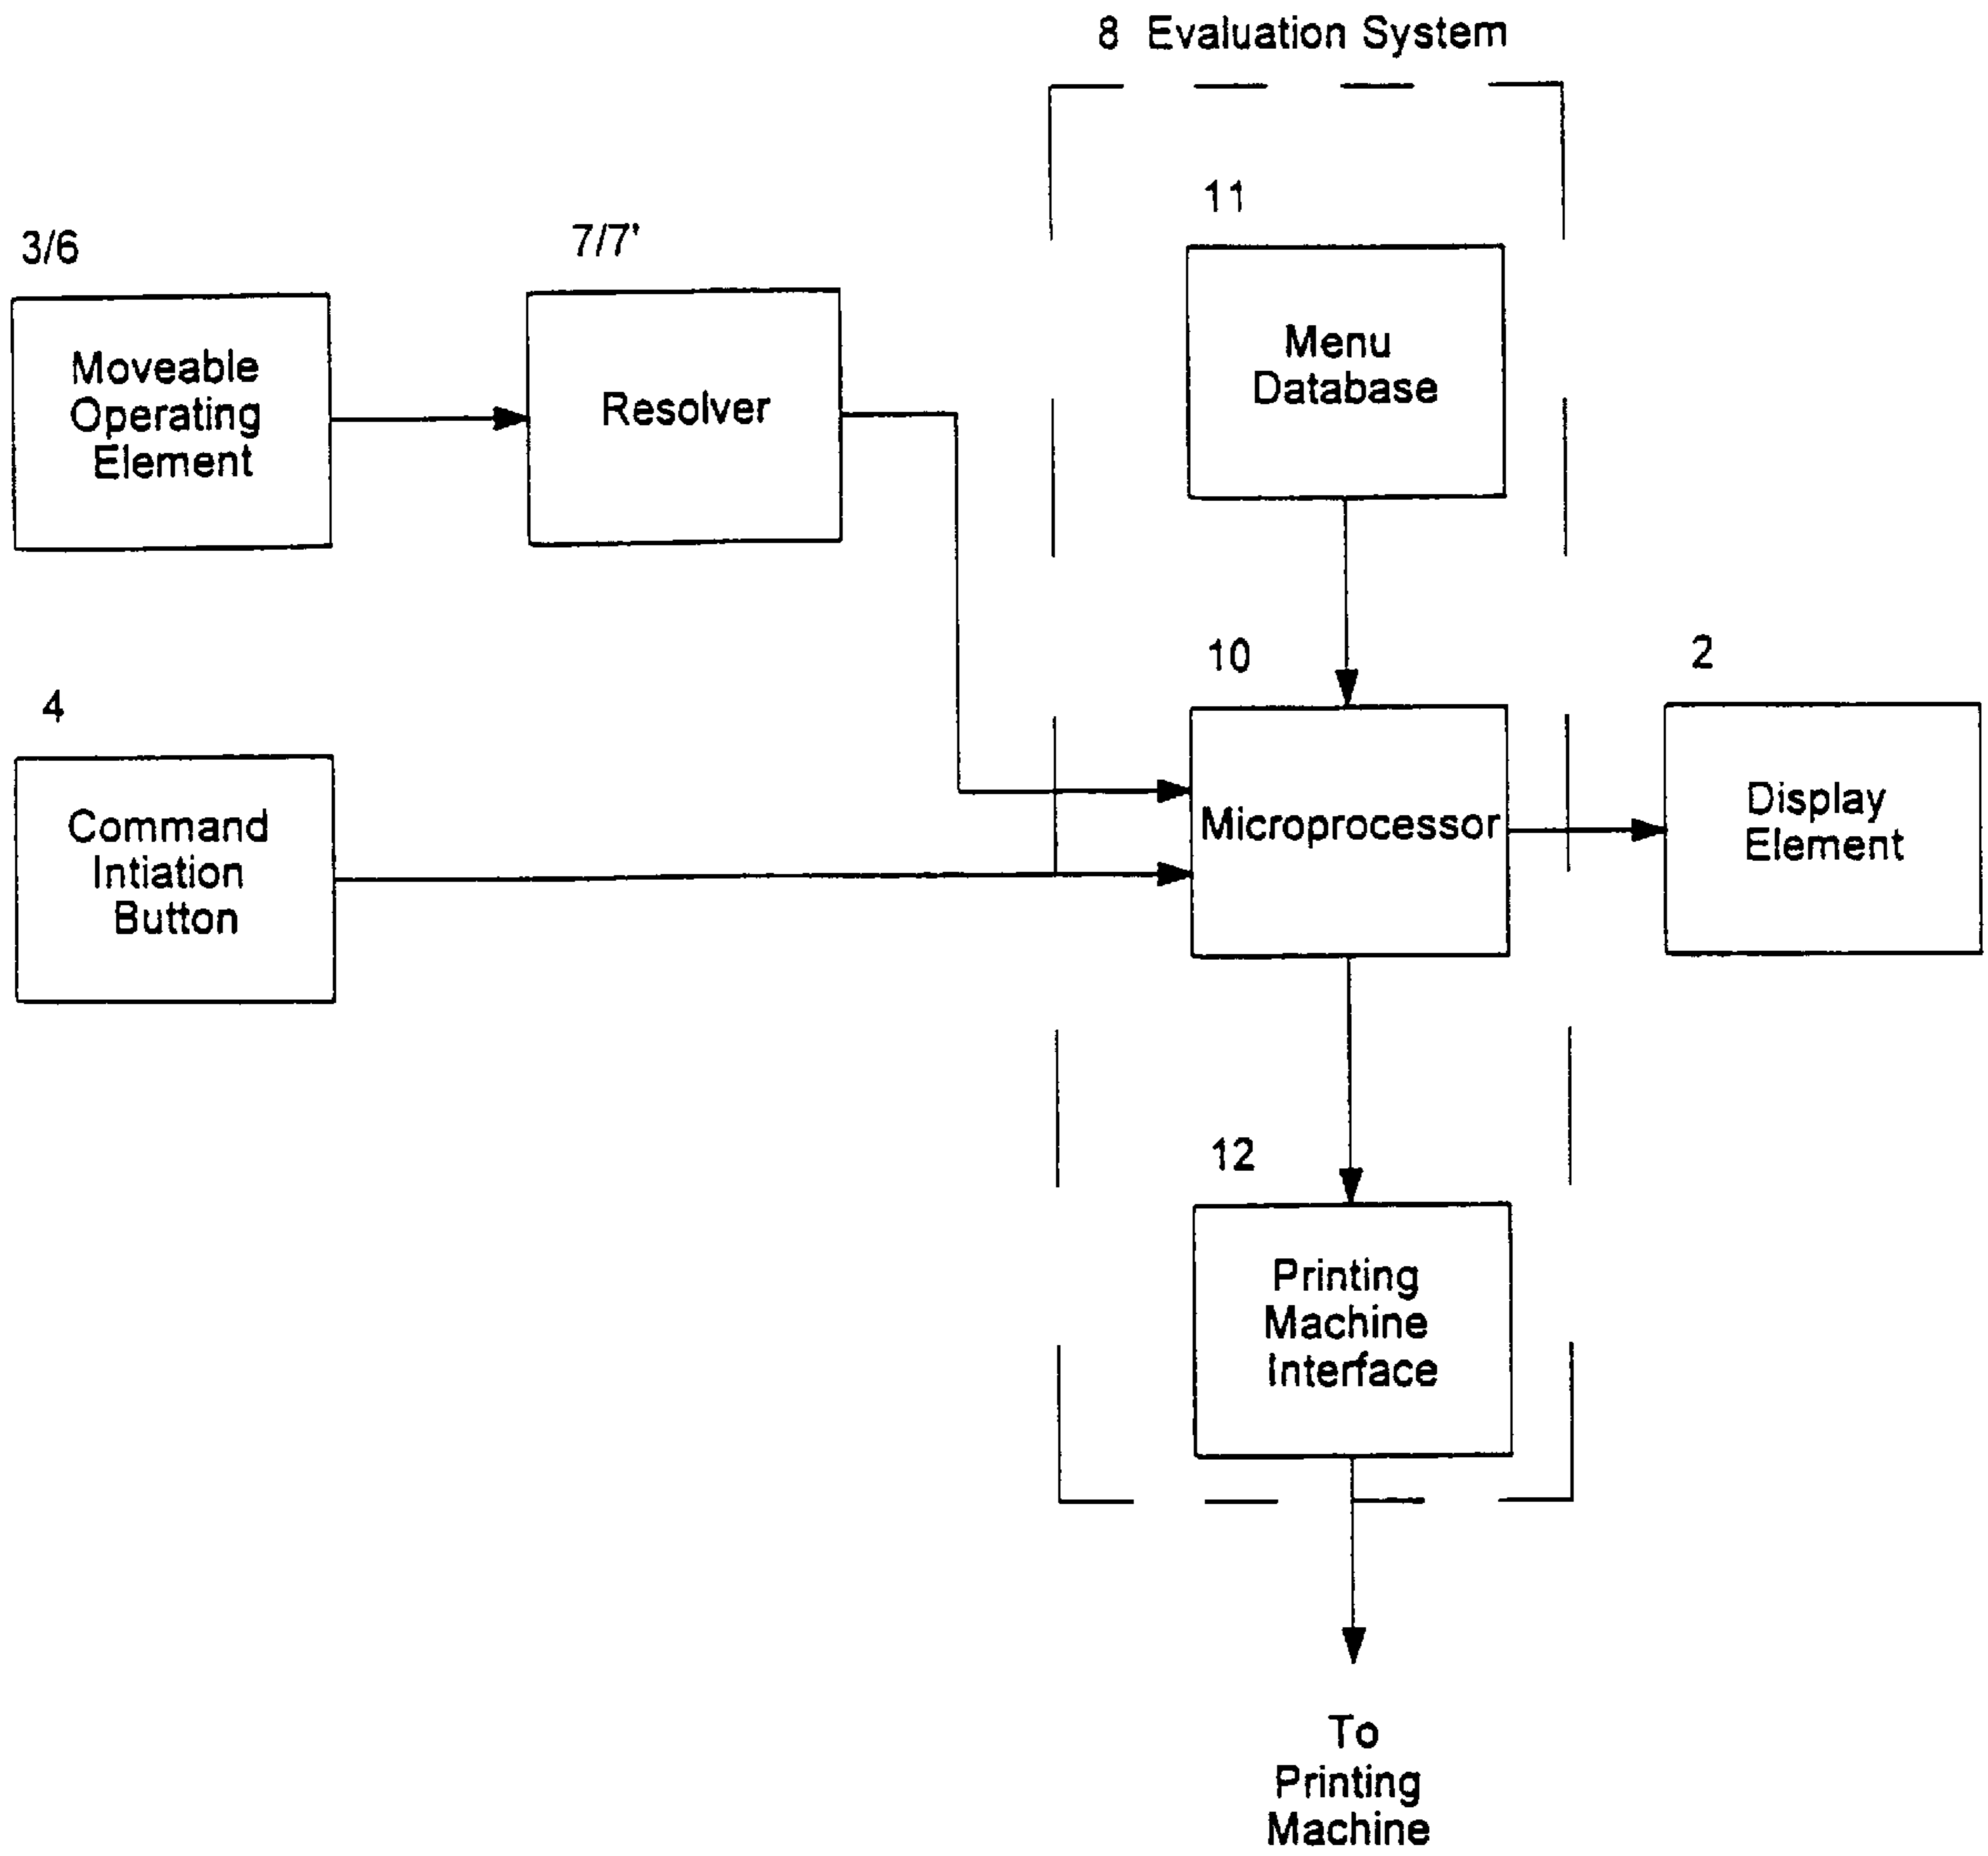 8 Evaluation System
11
3/6
7/7'
Menu
Database
Moveable
Operating
Element
Resolver
10
2
4
Command
Intiation
Button
Microprocessor
Display
Element
12
Printing
Machine
Interface
To
Printing
Machine